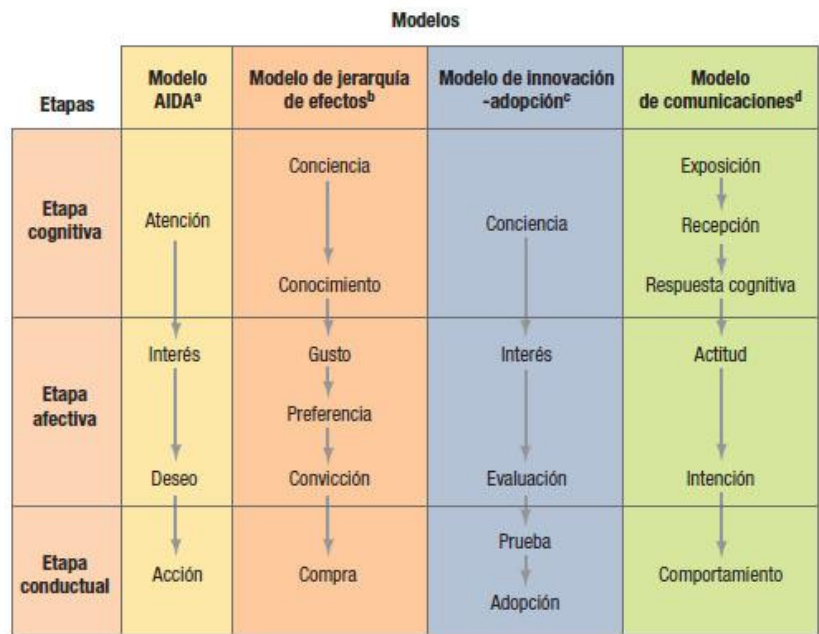 Modelos
Etapas
Modelo
AIDAᵃ
Modelo de jerarquía
de efectosᵇ
Modelo de innovación
-adopciónᶜ
Modelo
de comunicacionesᵈ
Etapa
cognitiva
Atención
Conciencia
Conocimiento
Conciencia
Exposición
Recepción
Respuesta cognitiva
Etapa
afectiva
Interés
Deseo
Gusto
Preferencia
Convicción
Interés
Evaluación
Actitud
Intención
Etapa
conductual
Acción
Compra
Prueba
Adopción
Comportamiento